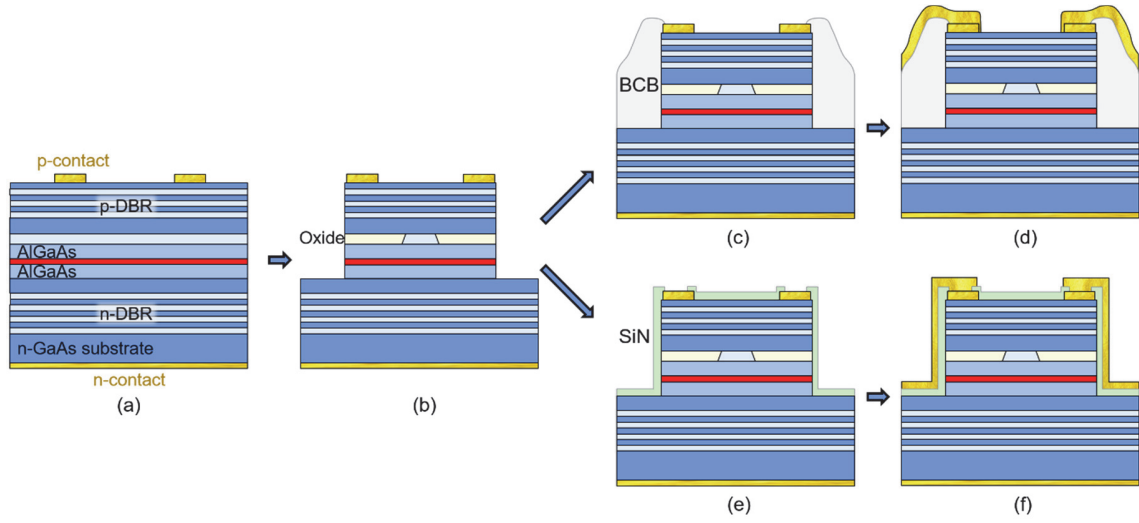 p-contact
p-DBR
AlGaAs
AlGaAs
n-DBR
n-GaAs substrate
n-contact
(a)
Oxide
(b)
BCB
(c)
(d)
SiN
(e)
(f)